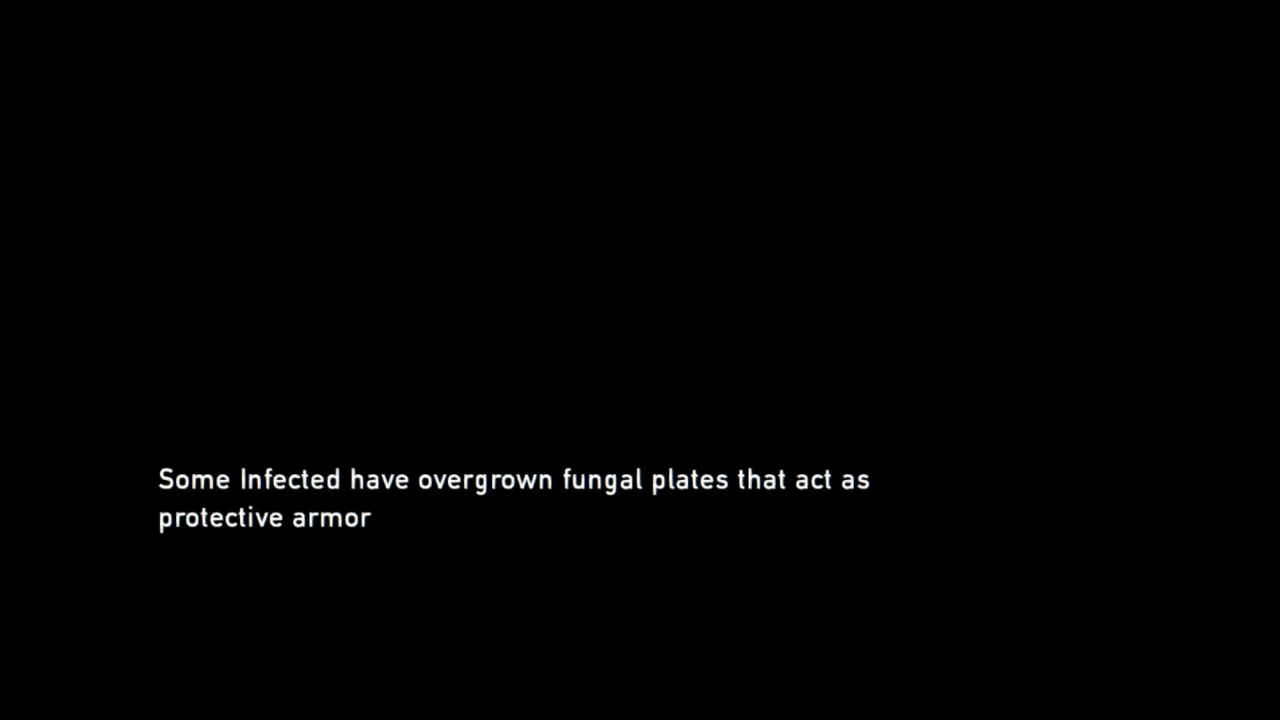 Some Infected have overgrown fungal plates that act as
protective armor